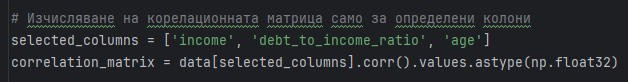 # Изчисляване на корелационната матрица само за определени колони
selected_columns = ['income', 'debt_to_income_ratio', 'age']
correlation_matrix = data[selected_columns].corr().values.astype(np.float32)